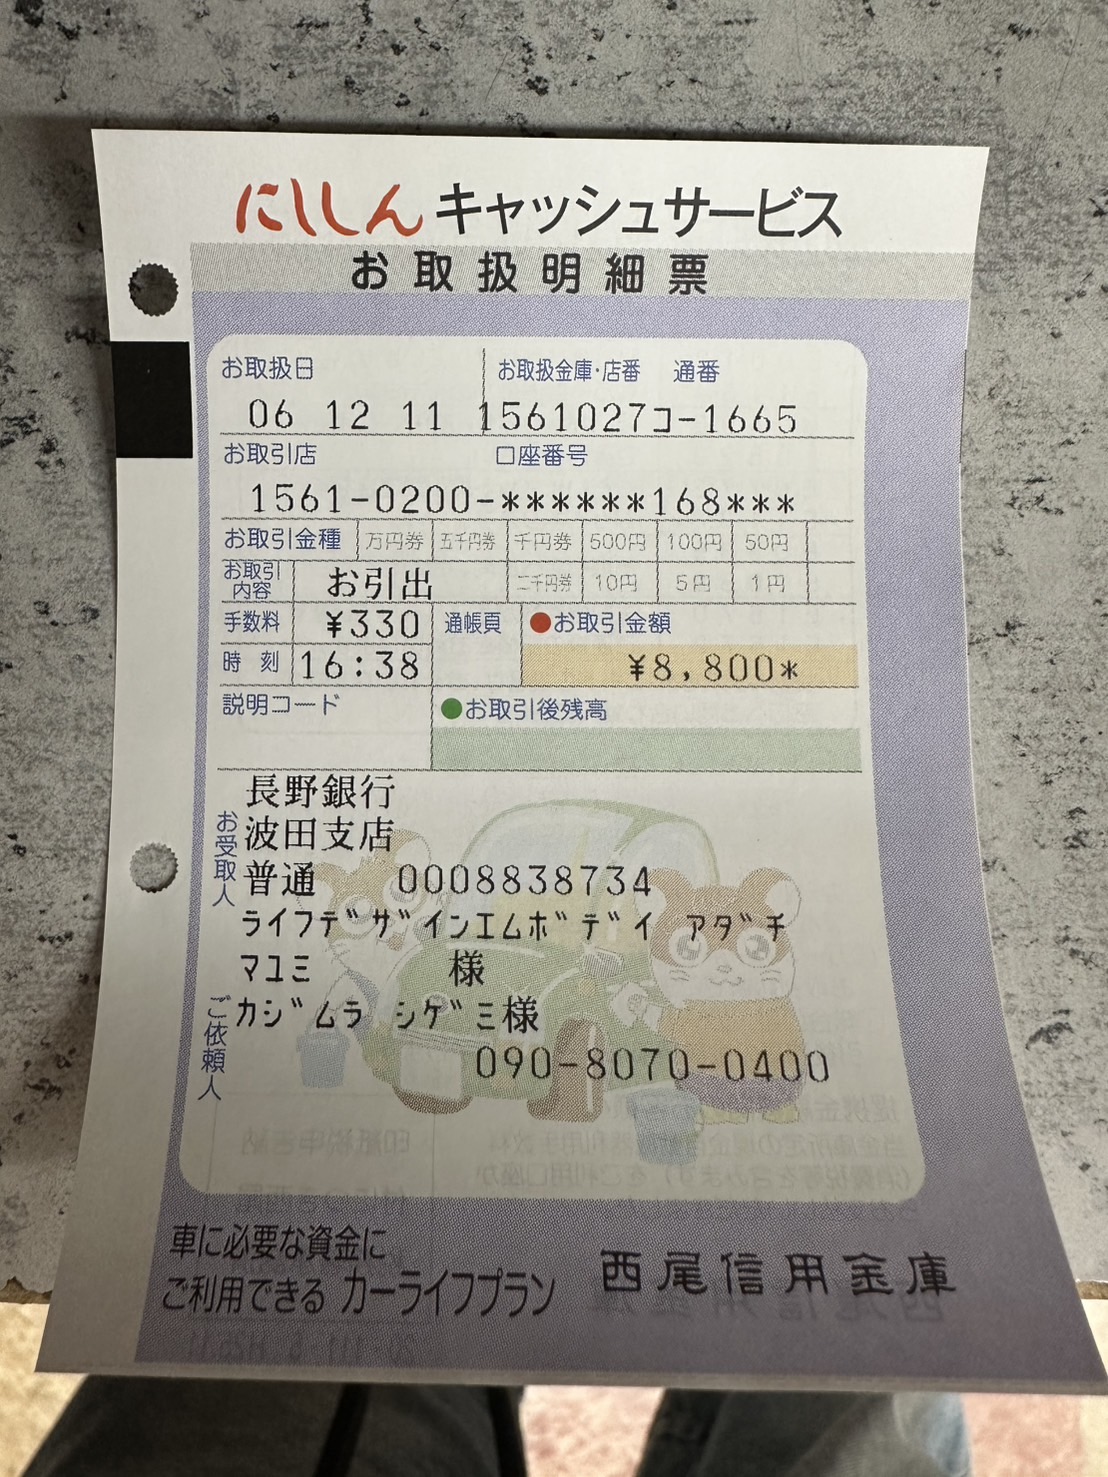 にししんキャッシュサービス
お取扱明細票
お取扱日 お取扱金庫・店番 通番
06 12 11 1561027コ-1665
お取引店 口座番号
1561-0200-******168***
お取引金種 万円券 五千円券 千円券 500円 100円 50円
お取引内容 お引出 二千円券 10円 5円 1円
手数料 ¥330 通帳頁 ●お取引金額
時刻 16:38 ¥8,800*
説明コード ●お取引後残高
お受取人
長野銀行
波田支店
普通 0008838734
ライフデザインエムボデイ アダチ
マユミ 様
ご依頼人
カジムラ シゲミ様
090-8070-0400
車に必要な資金に
ご利用できる カーライフプラン
西尾信用金庫